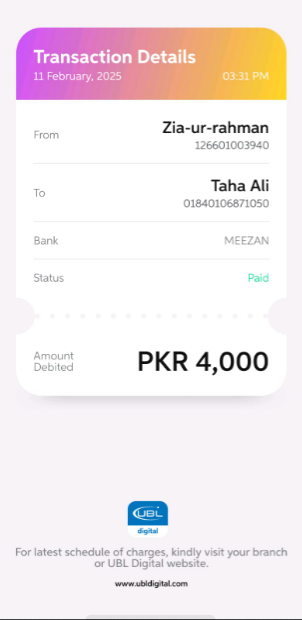 Transaction Details
11 February, 2025 03:31 PM
From Zia-ur-rahman
126601003940
To Taha Ali
01840106871050
Bank MEEZAN
Status Paid
Amount
Debited PKR 4,000
UBL
digital
For latest schedule of charges, kindly visit your branch
or UBL Digital website.
www.ubldigital.com